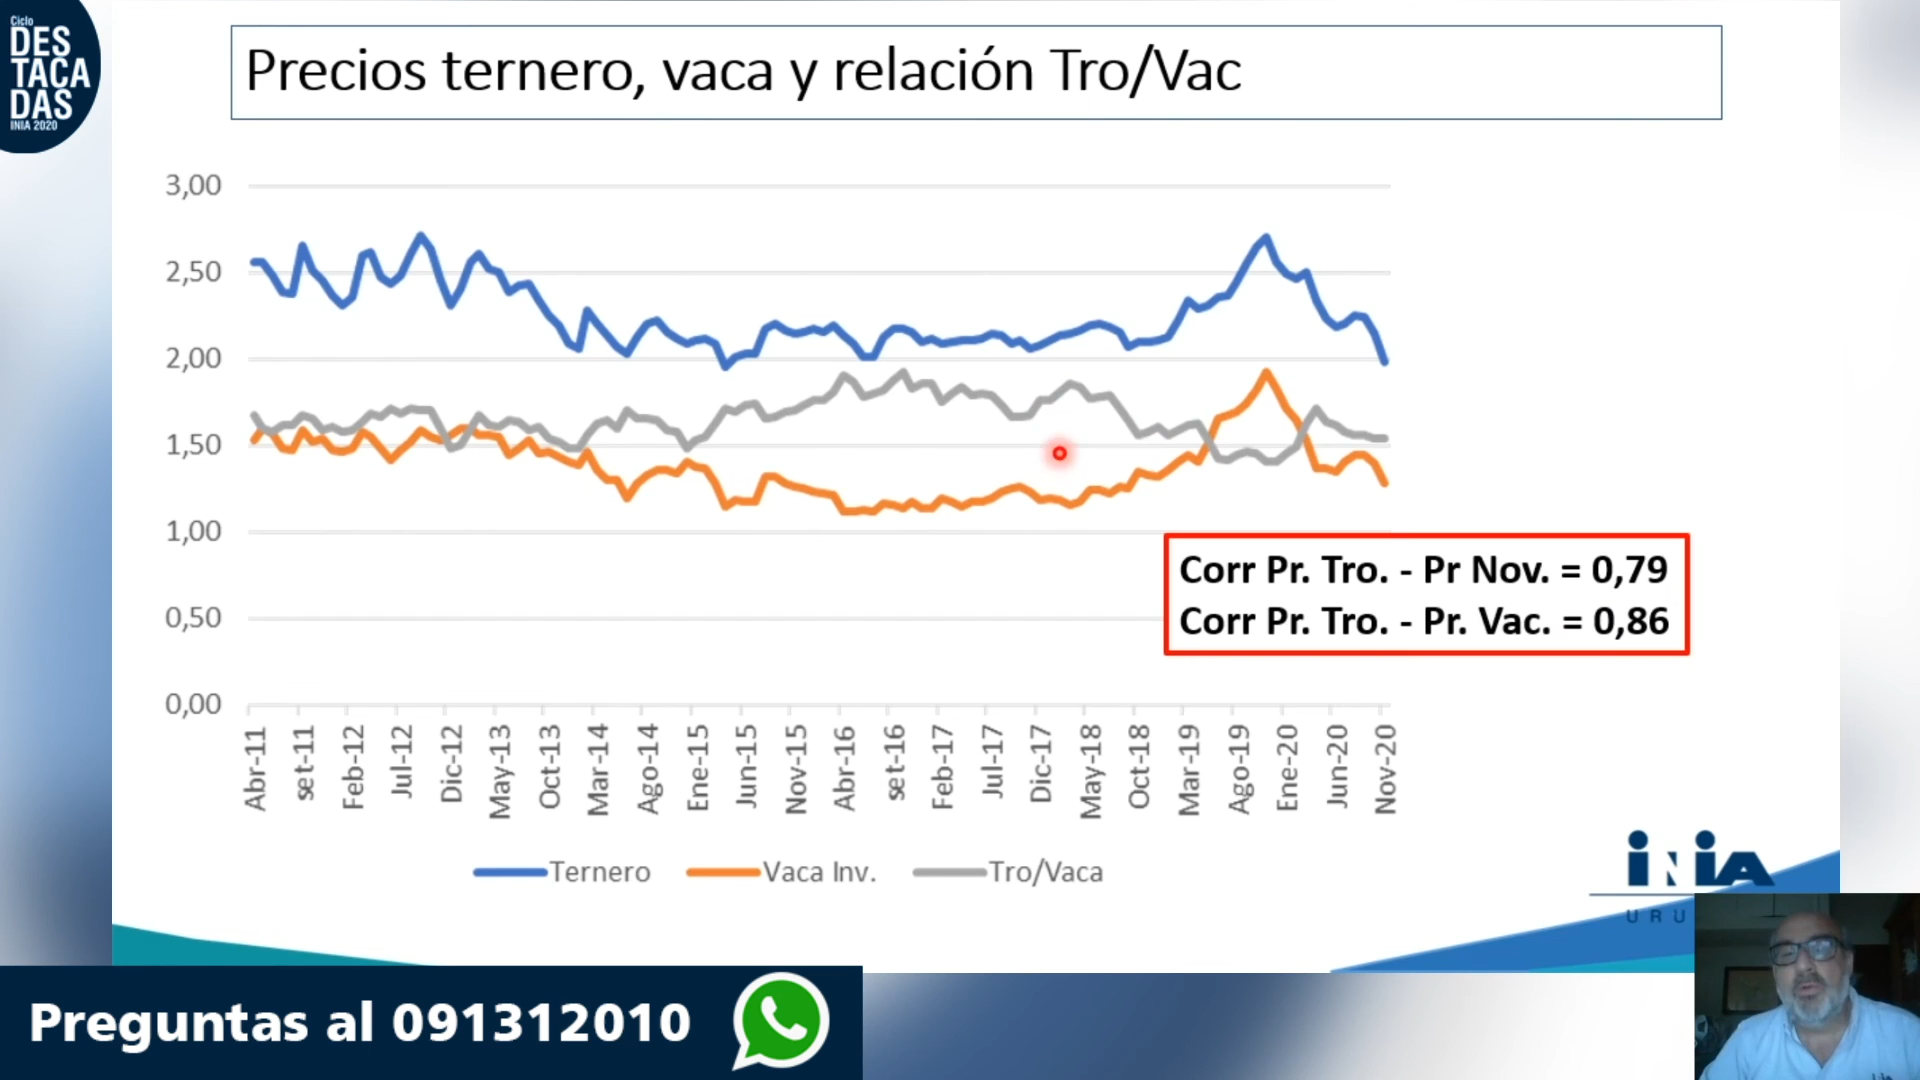 Ciclo
DES
TACA
DAS
INIA 2020
Precios ternero, vaca y relación Tro/Vac
3,00
2,50
2,00
1,50
1,00
0,50
0,00
Corr Pr. Tro. - Pr Nov. = 0,79
Corr Pr. Tro. - Pr. Vac. = 0,86
Abr-11
set-11
Feb-12
Jul-12
Dic-12
May-13
Oct-13
Mar-14
Ago-14
Ene-15
Jun-15
Nov-15
Abr-16
set-16
Feb-17
Jul-17
Dic-17
May-18
Oct-18
Mar-19
Ago-19
Ene-20
Jun-20
Nov-20
Ternero Vaca Inv. Tro/Vaca
INIA
URU
Preguntas al 091312010